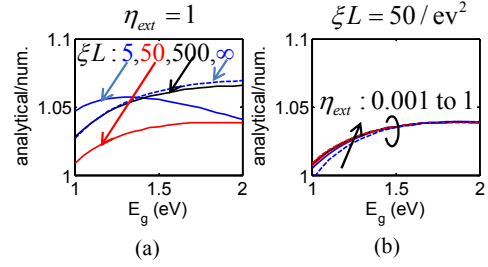 η_ext = 1
ξL = 50 / ev²
analytical/num.
1.1
1.05
1
ξL : 5, 50, 500, ∞
1 1.5 2
E_g (eV)
(a)
analytical/num.
1.1
1.05
1
η_ext : 0.001 to 1
1 1.5 2
E_g (eV)
(b)